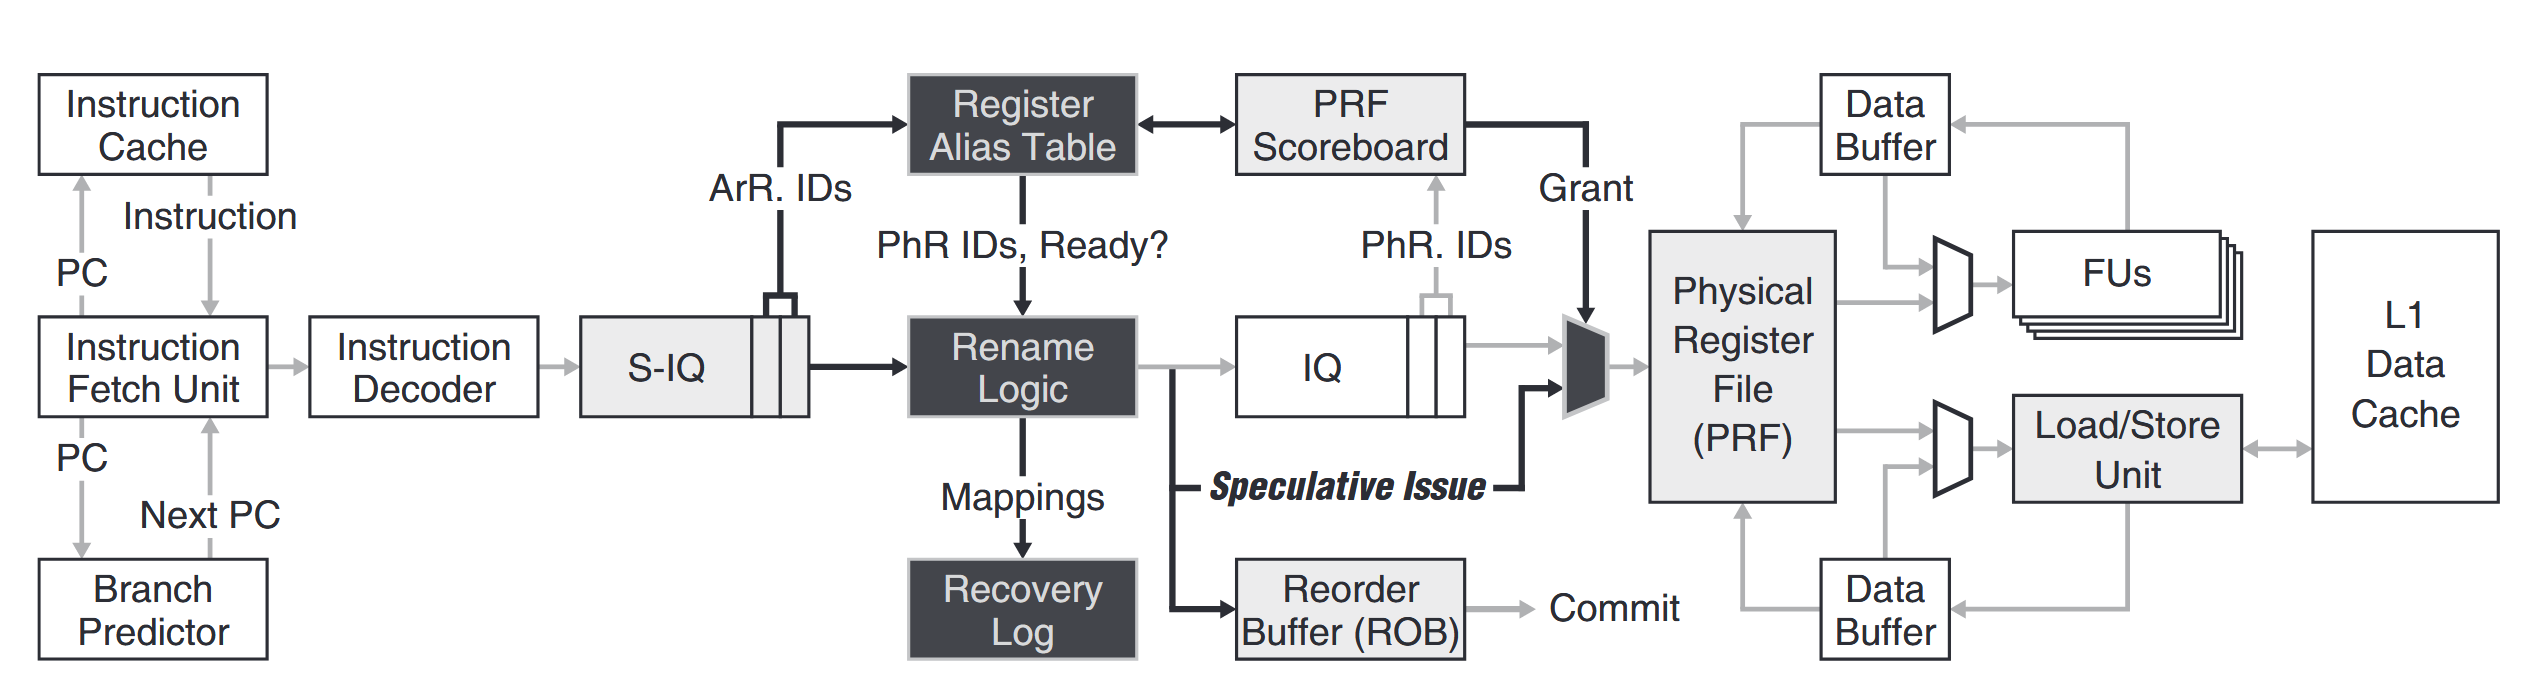 Instruction
Cache
Instruction
PC
Instruction
Fetch Unit
PC
Next PC
Branch
Predictor
Instruction
Decoder
S-IQ
ArR. IDs
Register
Alias Table
PhR IDs, Ready?
Rename
Logic
Mappings
Recovery
Log
PRF
Scoreboard
PhR. IDs
IQ
Speculative Issue
Reorder
Buffer (ROB)
Commit
Grant
Physical
Register
File
(PRF)
Data
Buffer
FUs
Load/Store
Unit
Data
Buffer
L1
Data
Cache